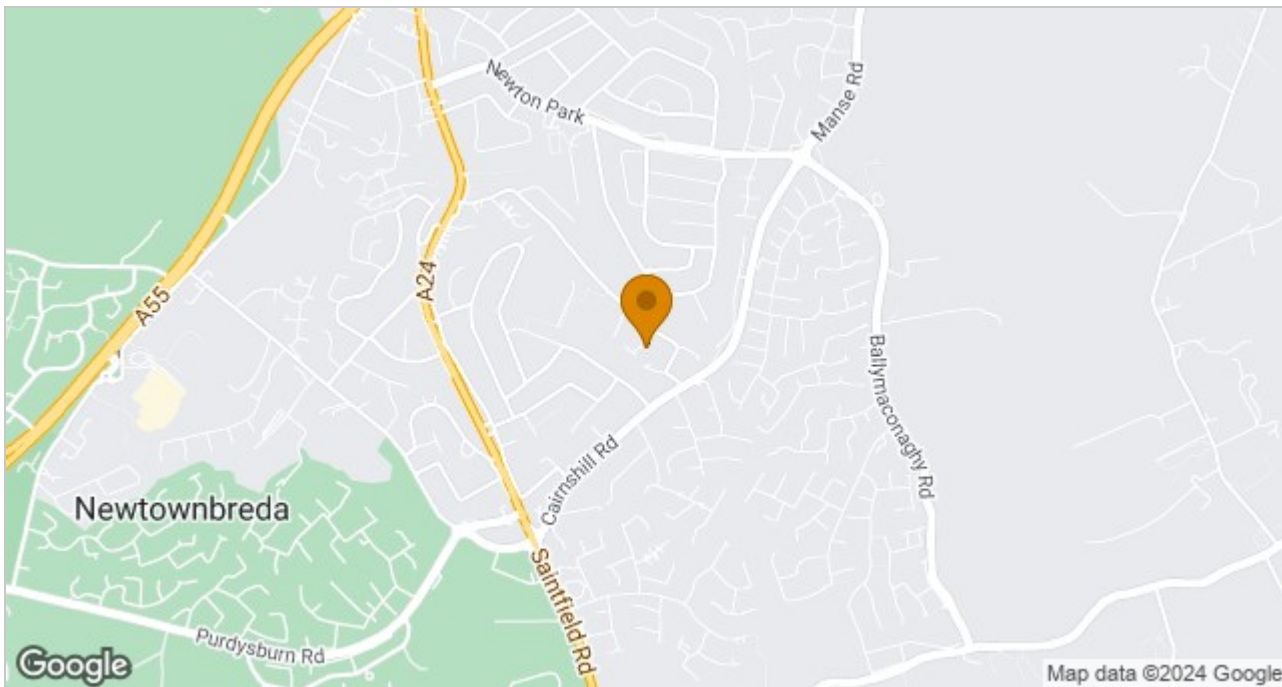 Newton Park
Manse Rd
A24
A55
Ballymaconaghy Rd
Cairnshill Rd
Newtownbreda
Saintfield Rd
Purdysburn Rd
Google
Map data ©2024 Google